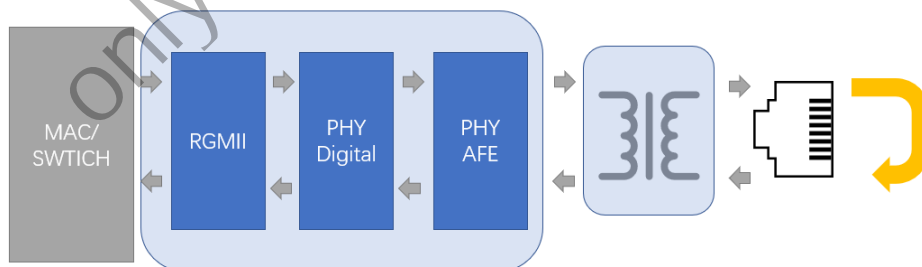 only
MAC/
SWTICH
RGMII
PHY
Digital
PHY
AFE